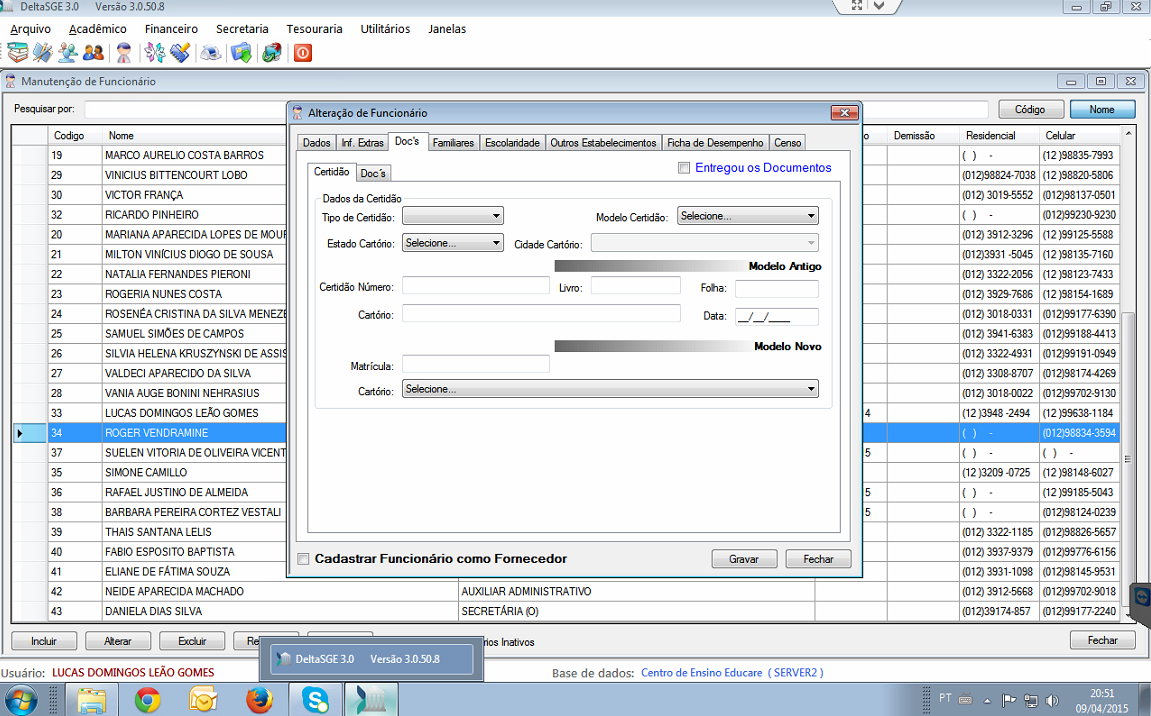 DeltaSGE 3.0 Versão 3.0.50.8
Arquivo Acadêmico Financeiro Secretaria Tesouraria Utilitários Janelas
Manutenção de Funcionário
Pesquisar por: Código Nome
Codigo Nome Demissão Residencial Celular
19 MARCO AURELIO COSTA BARROS ( ) - (12 )98835-7993
29 VINICIUS BITTENCOURT LOBO (012)98824-7038 (12 )98820-5806
30 VICTOR FRANÇA (012) 3019-5552 (012)98137-0501
32 RICARDO PINHEIRO ( ) - (012)99230-9230
20 MARIANA APARECIDA LOPES DE MOUR (012) 3912-3296 (12 )99125-5588
21 MILTON VINÍCIUS DIOGO DE SOUSA (012)3931 -5045 (12 )98135-7160
22 NATALIA FERNANDES PIERONI (012) 3322-2056 (12 )98123-7433
23 ROGERIA NUNES COSTA (012) 3929-7686 (12 )98154-1689
24 ROSENÉA CRISTINA DA SILVA MENEZE (012) 3018-0331 (012)99177-6390
25 SAMUEL SIMÕES DE CAMPOS (012) 3941-6383 (012)99188-4413
26 SILVIA HELENA KRUSZYNSKI DE ASSIS (012) 3322-4931 (012)99191-0949
27 VALDECI APARECIDO DA SILVA (012) 3308-8707 (012)98174-4269
28 VANIA AUGE BONINI NEHRASIUS (012) 3018-0022 (012)99702-9130
33 LUCAS DOMINGOS LEÃO GOMES 4 (12 )3948 -2494 (12 )99638-1184
34 ROGER VENDRAMINE ( ) - (012)98834-3594
37 SUELEN VITORIA DE OLIVEIRA VICENT 5 ( ) - ( ) -
35 SIMONE CAMILLO (12 )3209 -0725 (12 )98148-6027
36 RAFAEL JUSTINO DE ALMEIDA 5 ( ) - (12 )99185-5043
38 BARBARA PEREIRA CORTEZ VESTALI 5 ( ) - (012)98124-0239
39 THAIS SANTANA LELIS (012) 3322-1185 (012)98826-5657
40 FABIO ESPOSITO BAPTISTA (012) 3937-9379 (012)99776-6156
41 ELIANE DE FÁTIMA SOUZA (012) 3931-1098 (012)98145-9531
42 NEIDE APARECIDA MACHADO AUXILIAR ADMINISTRATIVO (012) 3912-5668 (012)99702-9018
43 DANIELA DIAS SILVA SECRETÁRIA (O) (012)39174-857 (012)99177-2240
Alteração de Funcionário
Dados Inf. Extras Doc's Familiares Escolaridade Outros Estabelecimentos Ficha de Desempenho Censo
Certidão Doc´s Entregou os Documentos
Dados da Certidão
Tipo de Certidão: Modelo Certidão: Selecione...
Estado Cartório: Selecione... Cidade Cartório:
Modelo Antigo
Certidão Número: Livro: Folha:
Cartório: Data: __/__/____
Modelo Novo
Matrícula:
Cartório: Selecione...
Cadastrar Funcionário como Fornecedor Gravar Fechar
Incluir Alterar Excluir Re rios Inativos Fechar
DeltaSGE 3.0 Versão 3.0.50.8
Usuário: LUCAS DOMINGOS LEÃO GOMES Base de dados: Centro de Ensino Educare ( SERVER2 )
PT 20:51
09/04/2015